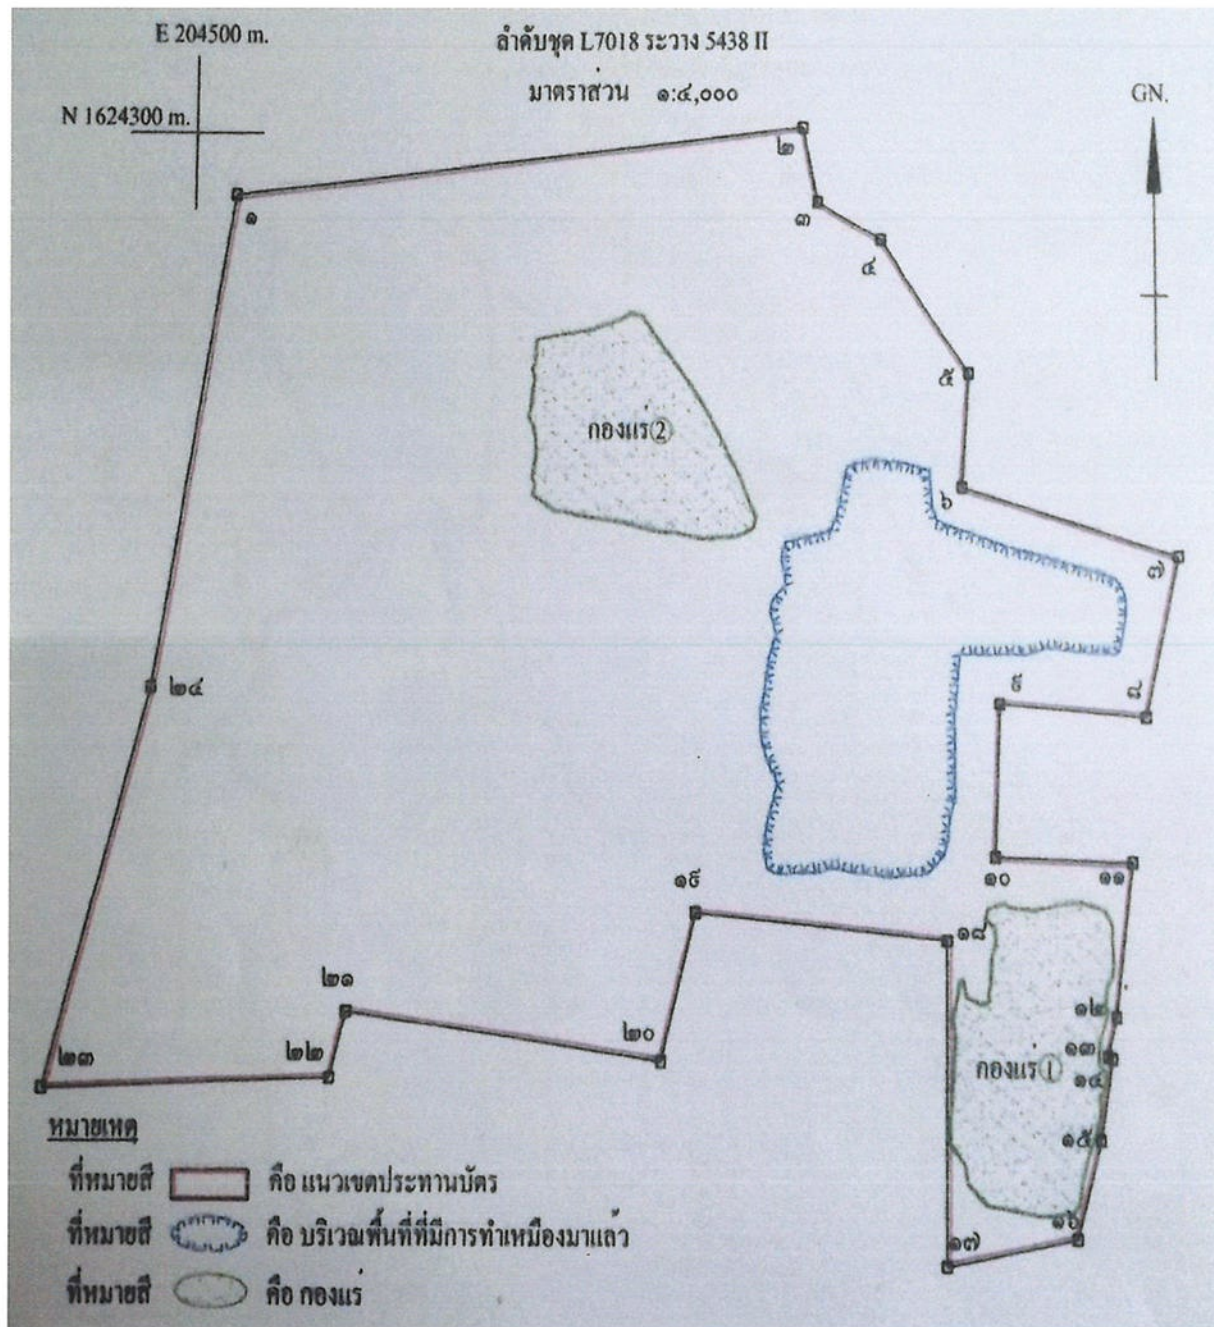 E 204500 m.
ลำดับชุด L7018 ระวาง 5438 II
มาตราส่วน ๑:๔,๐๐๐
GN.
N 1624300 m.
๒
๑
๓
๔
๕
กองแร่②
๖
๗
๒๔
๙
๘
๑๐
๑๑
๑๙
๑๘
๒๑
๑๒
๒๐
๒๒
๒๓
๑๓
กองแร่①
๑๔
๑๕
๑๖
๑๗
หมายเหตุ
ที่หมายสี คือ แนวเขตประทานบัตร
ที่หมายสี คือ บริเวณพื้นที่ที่มีการทำเหมืองมาแล้ว
ที่หมายสี คือ กองแร่